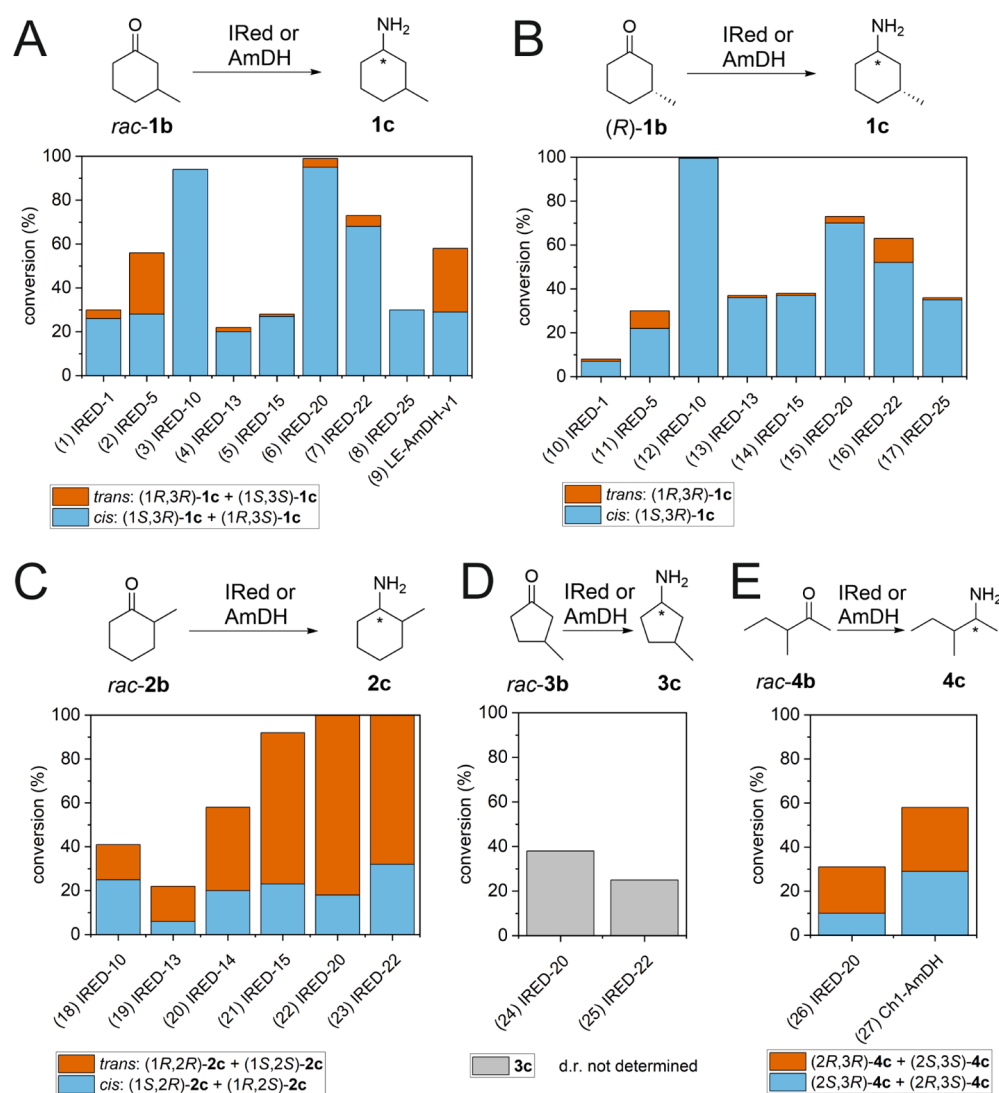 A
O
rac-1b
IRed or
AmDH
NH2
*
1c
conversion (%)
100
80
60
40
20
0
(1) IRED-1
(2) IRED-5
(3) IRED-10
(4) IRED-13
(5) IRED-15
(6) IRED-20
(7) IRED-22
(8) IRED-25
(9) LE-AmDH-v1
trans: (1R,3R)-1c + (1S,3S)-1c
cis: (1S,3R)-1c + (1R,3S)-1c
B
O
(R)-1b
IRed or
AmDH
NH2
*
1c
conversion (%)
100
80
60
40
20
0
(10) IRED-1
(11) IRED-5
(12) IRED-10
(13) IRED-13
(14) IRED-15
(15) IRED-20
(16) IRED-22
(17) IRED-25
trans: (1R,3R)-1c
cis: (1S,3R)-1c
C
O
rac-2b
IRed or
AmDH
NH2
*
2c
conversion (%)
100
80
60
40
20
0
(18) IRED-10
(19) IRED-13
(20) IRED-14
(21) IRED-15
(22) IRED-20
(23) IRED-22
trans: (1R,2R)-2c + (1S,2S)-2c
cis: (1S,2R)-2c + (1R,2S)-2c
D
O
rac-3b
IRed or
AmDH
NH2
*
3c
conversion (%)
100
80
60
40
20
0
(24) IRED-20
(25) IRED-22
3c
d.r. not determined
E
O
rac-4b
IRed or
AmDH
NH2
*
4c
conversion (%)
100
80
60
40
20
0
(26) IRED-20
(27) Ch1-AmDH
(2R,3R)-4c + (2S,3S)-4c
(2S,3R)-4c + (2R,3S)-4c